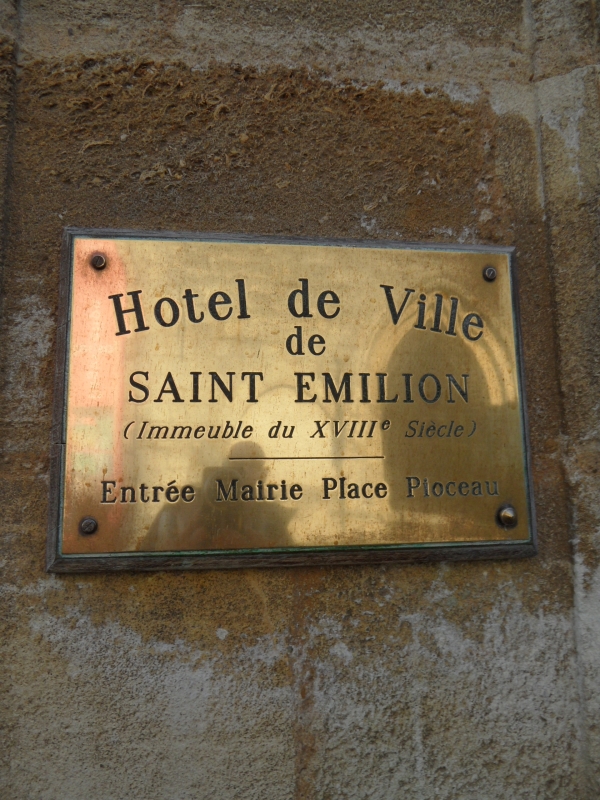 Hotel de Ville
de
SAINT EMILION
(Immeuble du XVIIIe Siècle)
Entrée Mairie Place Pioceau